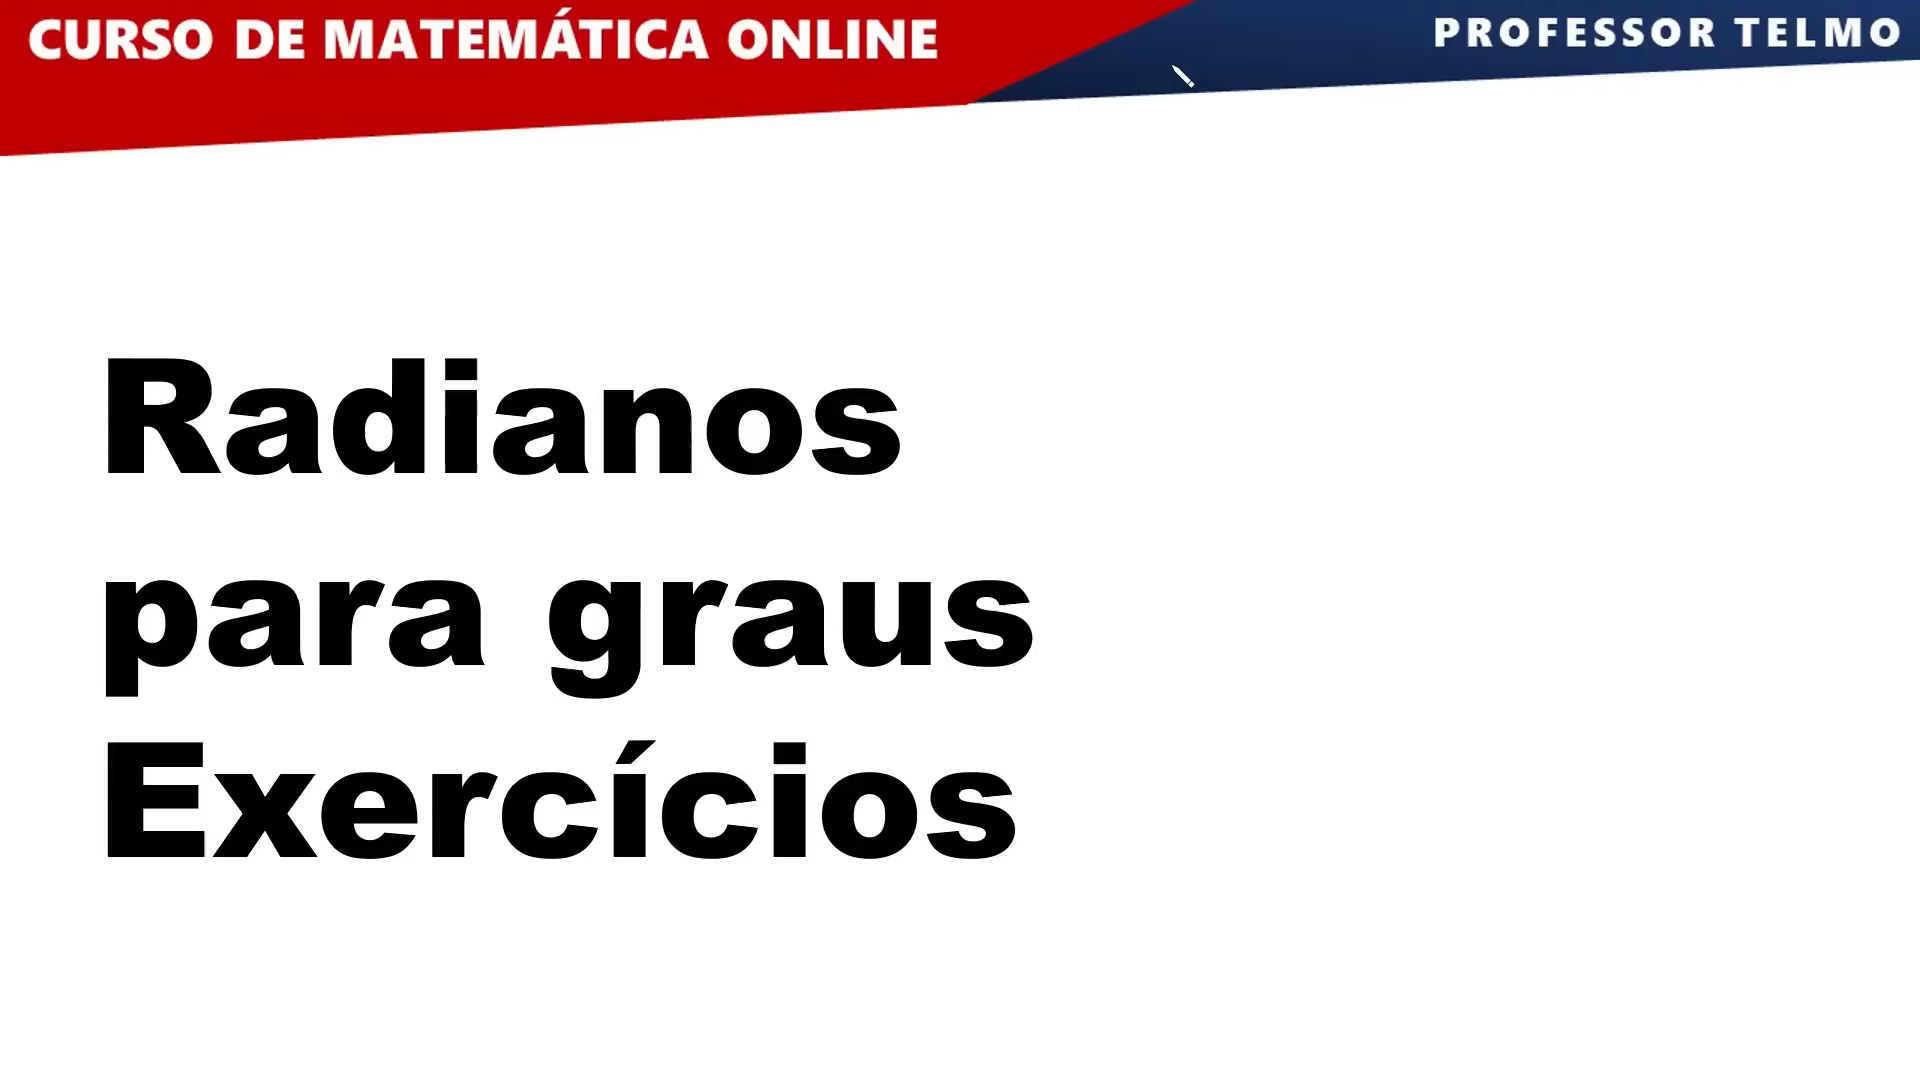 CURSO DE MATEMÁTICA ONLINE
PROFESSOR TELMO
Radianos
para graus
Exercícios